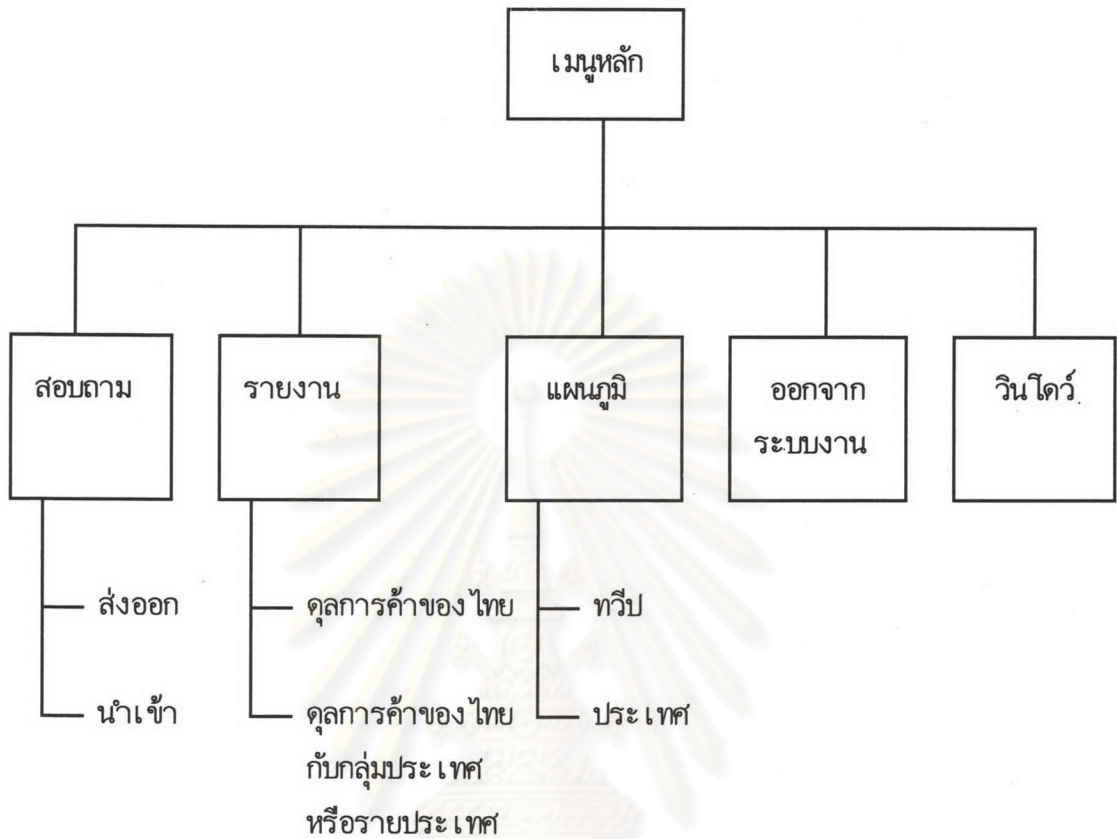 เมนูหลัก
สอบถาม
รายงาน
แผนภูมิ
ออกจาก
ระบบงาน
วินโดว์
ส่งออก
นำเข้า
ดุลการค้าของไทย
ดุลการค้าของไทย
กับกลุ่มประเทศ
หรือรายประเทศ
ทวีป
ประเทศ